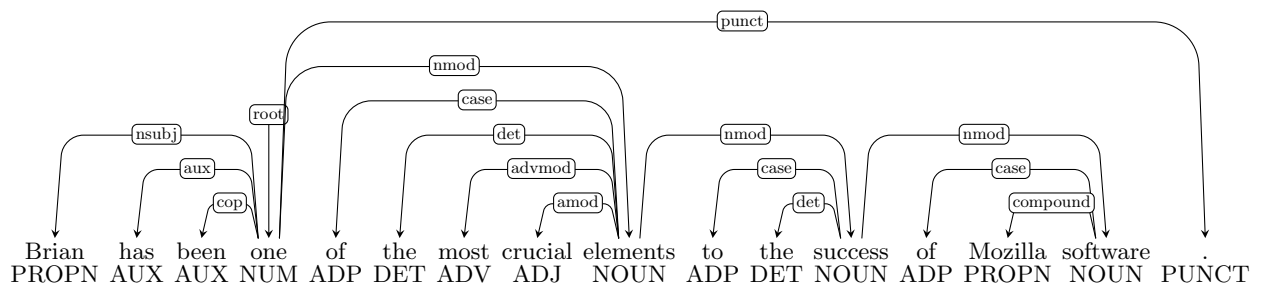 punct
nmod
case
root
nsubj det nmod nmod
aux advmod case case
cop amod det compound
Brian has been one of the most crucial elements to the success of Mozilla software .
PROPN AUX AUX NUM ADP DET ADV ADJ NOUN ADP DET NOUN ADP PROPN NOUN PUNCT